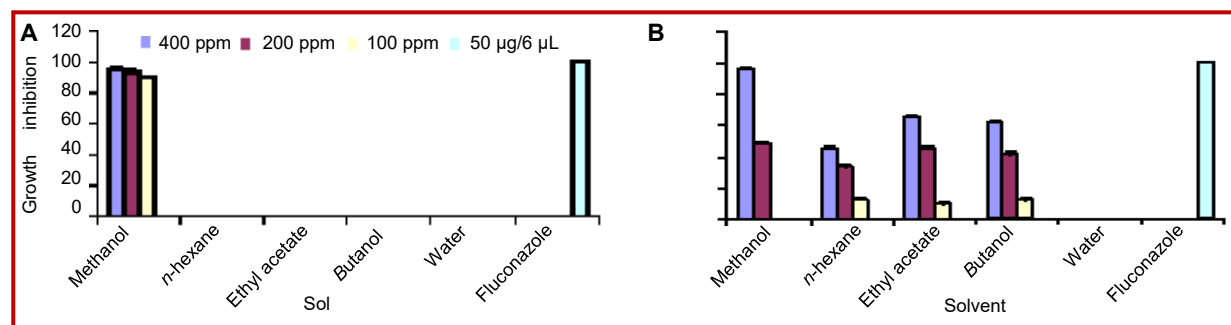 A
B
400 ppm 200 ppm 100 ppm 50 µg/6 µL
Growth inhibition
120
100
80
60
40
20
0
Methanol
n-hexane
Ethyl acetate
Butanol
Water
Fluconazole
Sol
Methanol
n-hexane
Ethyl acetate
Butanol
Water
Fluconazole
Solvent